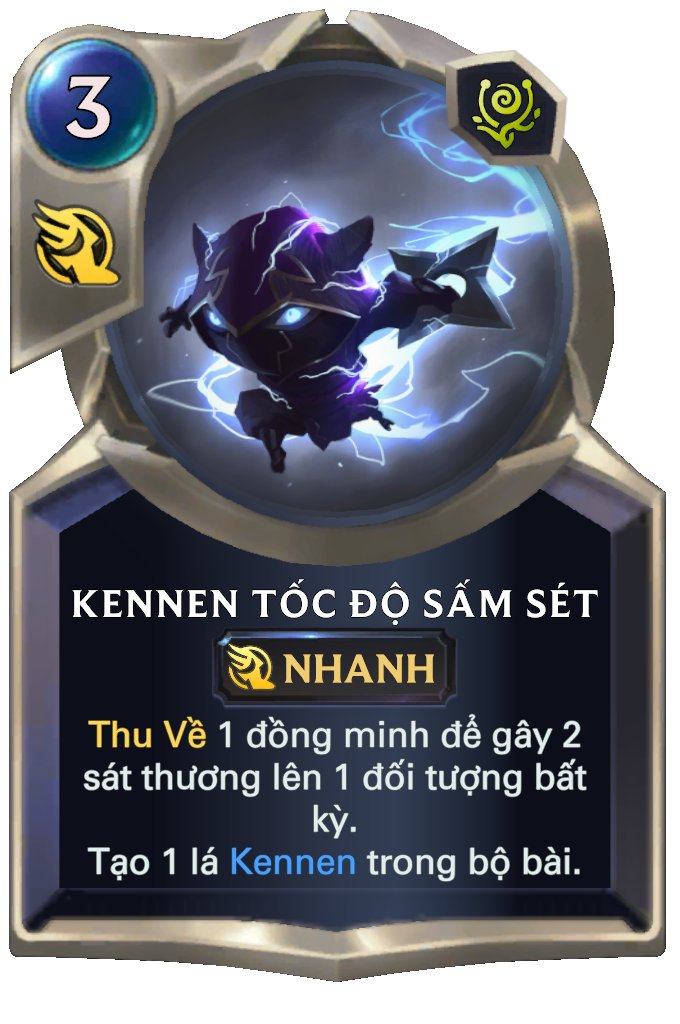 3
KENNEN TỐC ĐỘ SẤM SÉT
NHANH
Thu Về 1 đồng minh để gây 2
sát thương lên 1 đối tượng bất
kỳ.
Tạo 1 lá Kennen trong bộ bài.